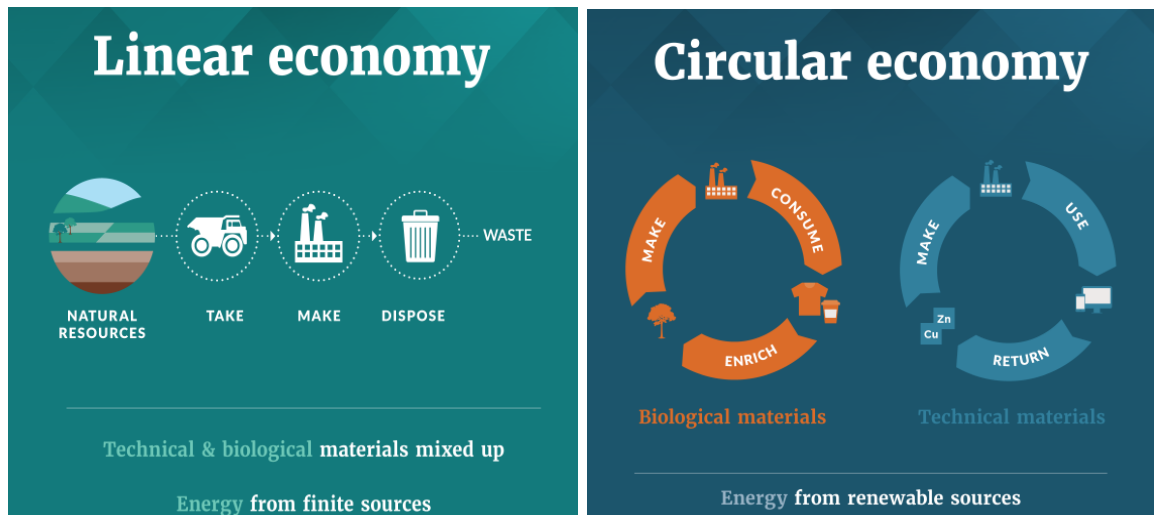 Linear economy
WASTE
NATURAL
RESOURCES
TAKE
MAKE
DISPOSE
Technical & biological materials mixed up
Energy from finite sources
Circular economy
MAKE
CONSUME
ENRICH
Biological materials
MAKE
USE
Zn
Cu
RETURN
Technical materials
Energy from renewable sources